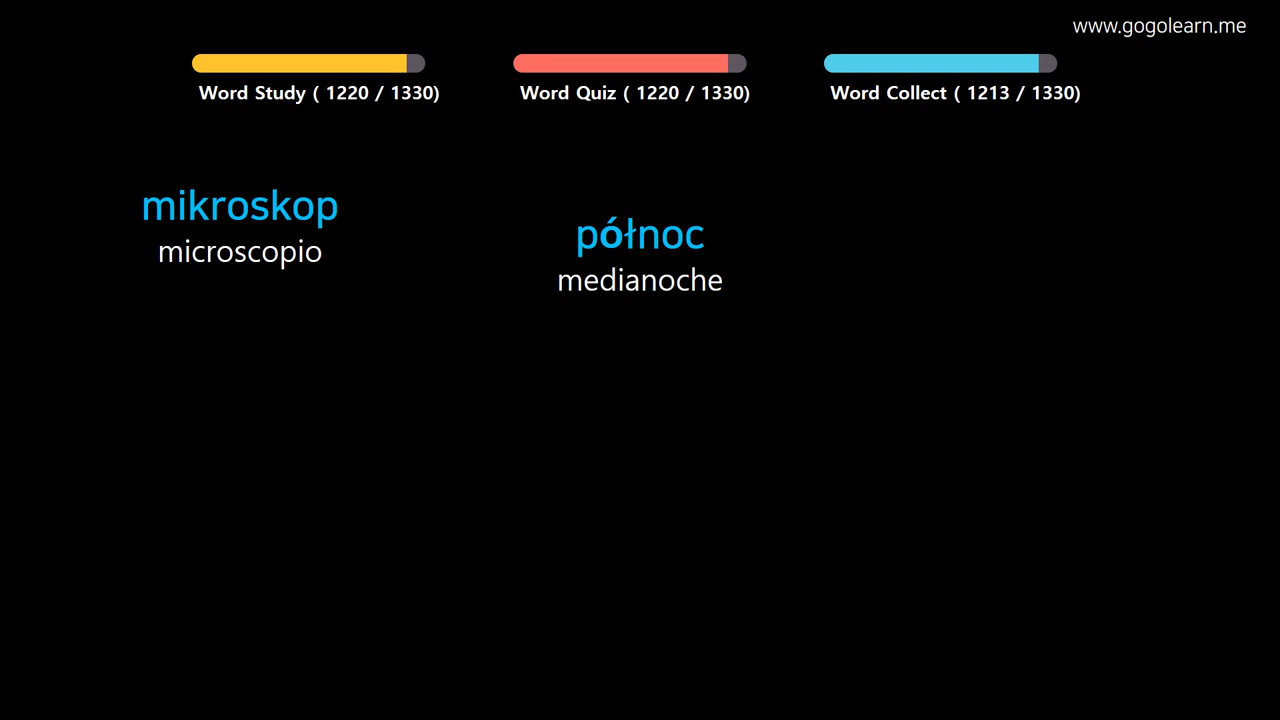 www.gogolearn.me
Word Study ( 1220 / 1330)
Word Quiz ( 1220 / 1330)
Word Collect ( 1213 / 1330)
mikroskop
microscopio
północ
medianoche